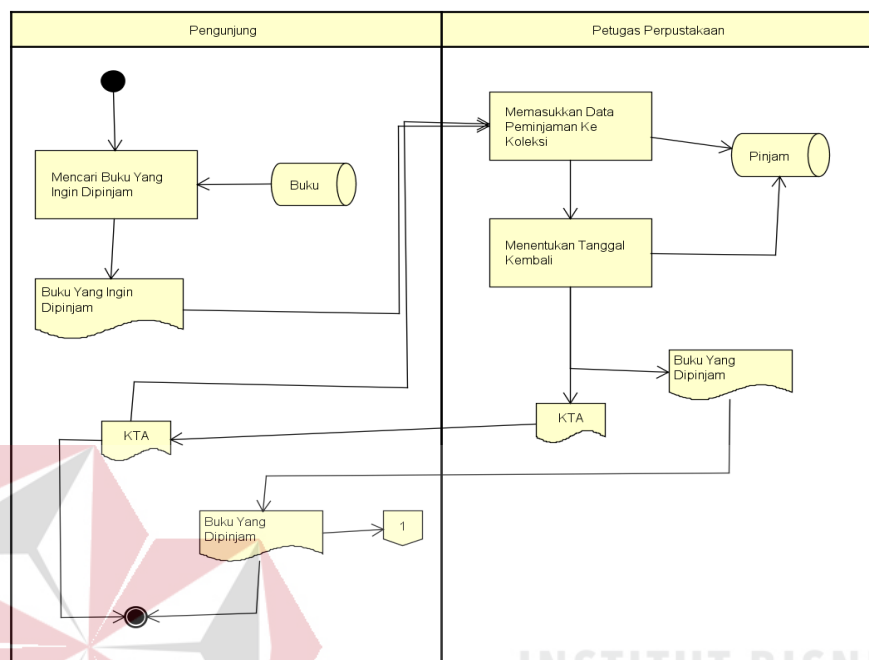 Pengunjung
Petugas Perpustakaan
Mencari Buku Yang
Ingin Dipinjam
Buku
Buku Yang Ingin
Dipinjam
KTA
Buku Yang
Dipinjam
1
Memasukkan Data
Peminjaman Ke
Koleksi
Pinjam
Menentukan Tanggal
Kembali
Buku Yang
Dipinjam
KTA